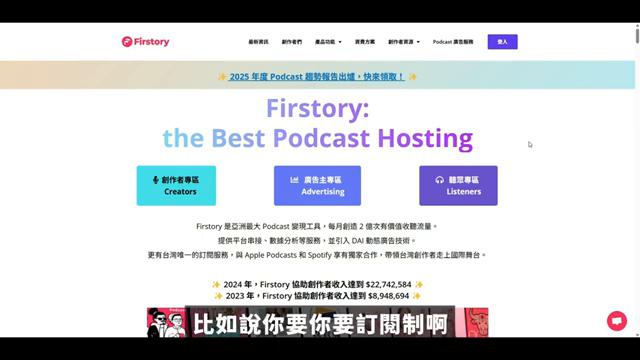 Firstory
最新資訊 創作者們 產品功能 資費方案 創作者資源 Podcast 廣告服務 登入
✨ 2025 年度 Podcast 趨勢報告出爐，快來領取！ ✨
Firstory:
the Best Podcast Hosting
創作者專區
Creators
廣告主專區
Advertising
聽眾專區
Listeners
Firstory 是亞洲最大 Podcast 變現工具，每月創造 2 億次有價值收聽流量。
提供平台串接、數據分析等服務，並引入 DAI 動態廣告技術。
更有台灣唯一的訂閱服務，與 Apple Podcasts 和 Spotify 享有獨家合作，帶領台灣創作者走上國際舞台。
✨ 2024 年，Firstory 協助創作者收入達到 $22,742,584 ✨
✨ 2023 年，Firstory 協助創作者收入達到 $8,948,694 ✨
比如說你要你要訂閱制啊